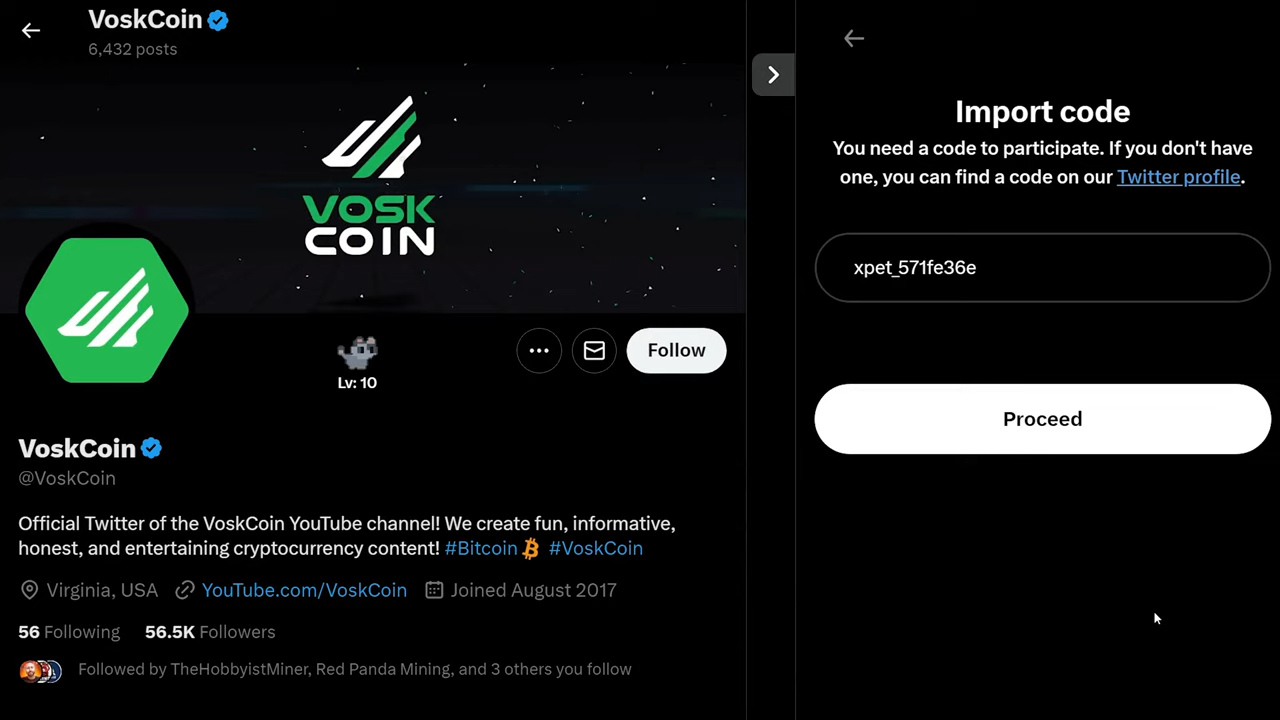 VoskCoin
6,432 posts
VOSK
COIN
Lv: 10
Follow
VoskCoin
@VoskCoin
Official Twitter of the VoskCoin YouTube channel! We create fun, informative,
honest, and entertaining cryptocurrency content! #Bitcoin #VoskCoin
Virginia, USA YouTube.com/VoskCoin Joined August 2017
56 Following 56.5K Followers
Followed by TheHobbyistMiner, Red Panda Mining, and 3 others you follow
Import code
You need a code to participate. If you don't have
one, you can find a code on our Twitter profile.
xpet_571fe36e
Proceed